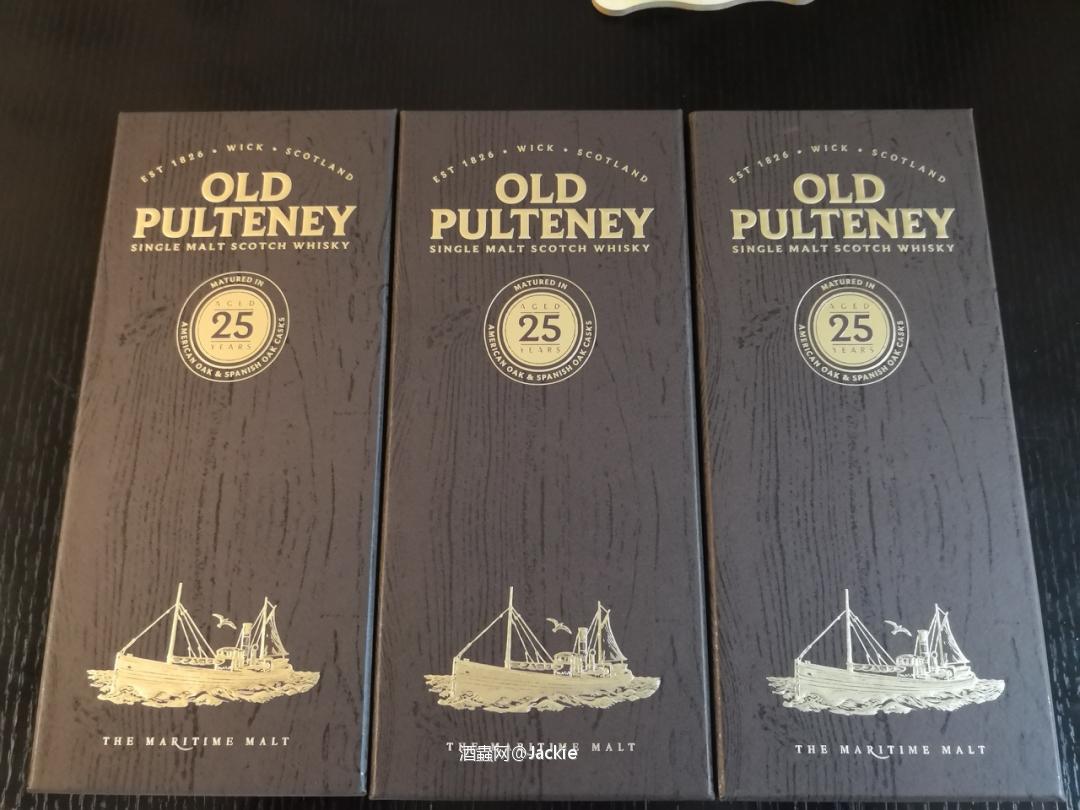 EST 1826 • WICK • SCOTLAND
OLD
PULTENEY
SINGLE MALT SCOTCH WHISKY
MATURED IN
AGED
25
YEARS
AMERICAN OAK & SPANISH OAK CASKS
THE MARITIME MALT
EST 1826 • WICK • SCOTLAND
OLD
PULTENEY
SINGLE MALT SCOTCH WHISKY
MATURED IN
AGED
25
YEARS
AMERICAN OAK & SPANISH OAK CASKS
THE MARITIME MALT
酒蟲网@Jackie
EST 1826 • WICK • SCOTLAND
OLD
PULTENEY
SINGLE MALT SCOTCH WHISKY
MATURED IN
AGED
25
YEARS
AMERICAN OAK & SPANISH OAK CASKS
THE MARITIME MALT